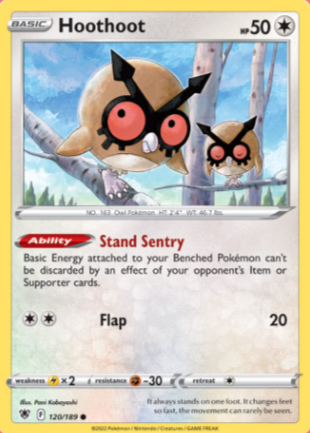 BASIC Hoothoot HP 50
NO. 163 Owl Pokémon HT: 2'4" WT: 46.7 lbs.
Ability Stand Sentry
Basic Energy attached to your Benched Pokémon can't
be discarded by an effect of your opponent's Item or
Supporter cards.
Flap 20
weakness ×2 resistance -30 retreat
Illus. Pani Kobayashi
F 120/189
It always stands on one foot. It changes feet
so fast, the movement can rarely be seen.
©2022 Pokémon / Nintendo / Creatures / GAME FREAK